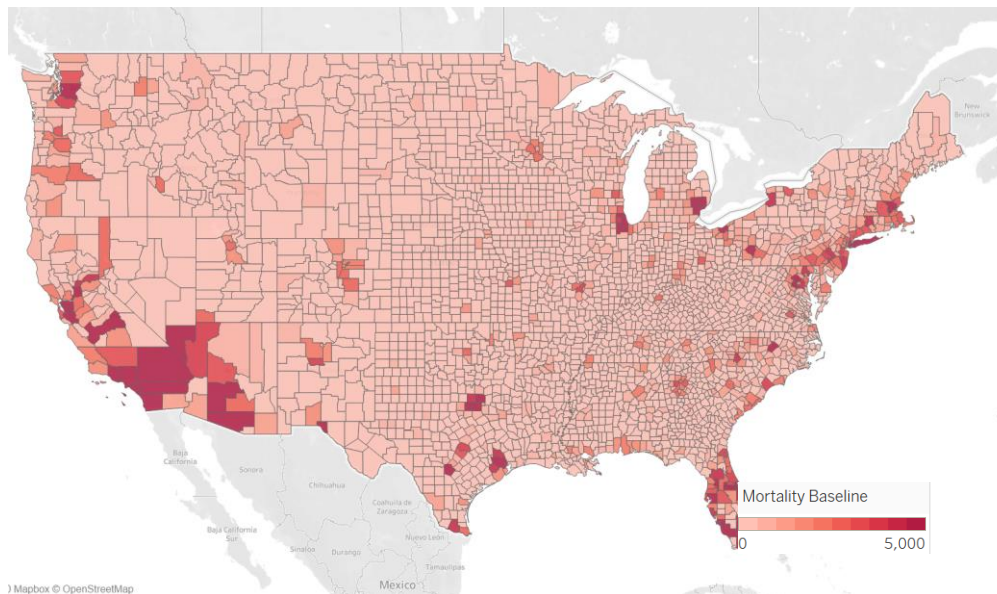 New
Brunswick
Baja
California
Sonora
Chihuahua
Coahuila de
Zaragoza
Baja California
Sur
Nuevo León
Sinaloa
Durango
Tamaulipas
Mexico
Mortality Baseline
0
5,000
) Mapbox © OpenStreetMap